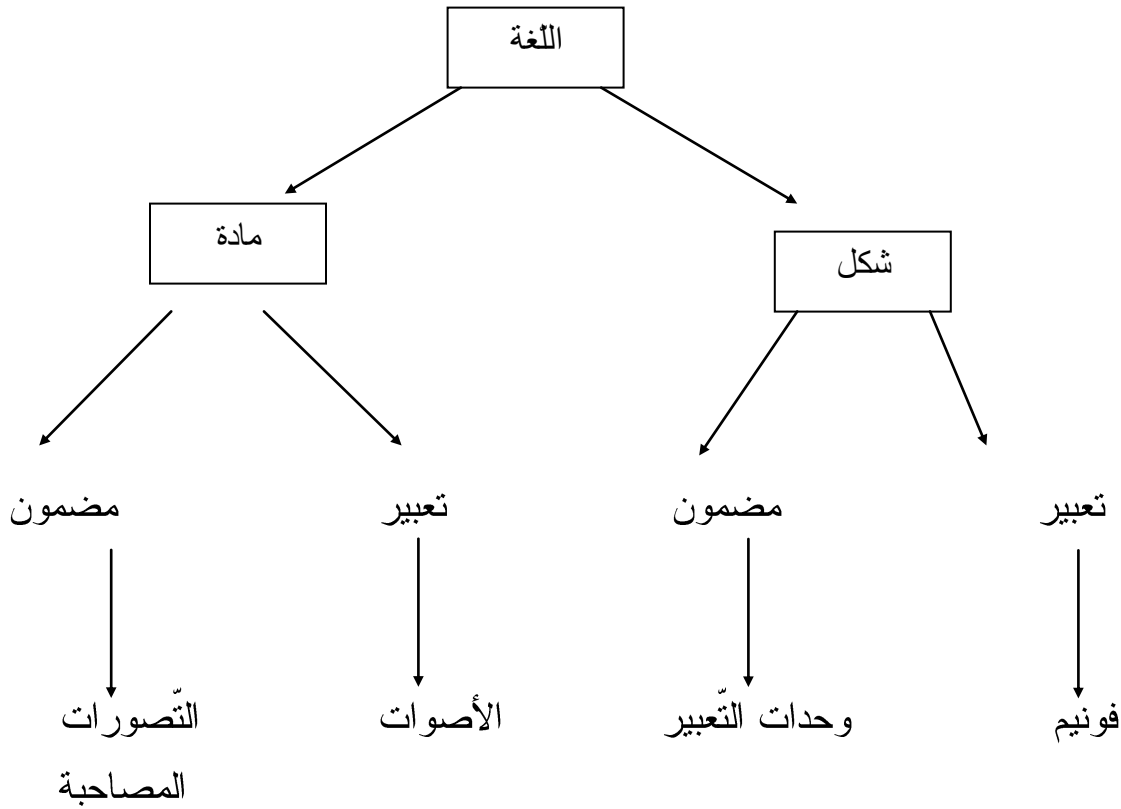 اللّغة
شكل
مادة
تعبير
مضمون
تعبير
مضمون
فونيم
وحدات التّعبير
الأصوات
التّصورات
المصاحبة